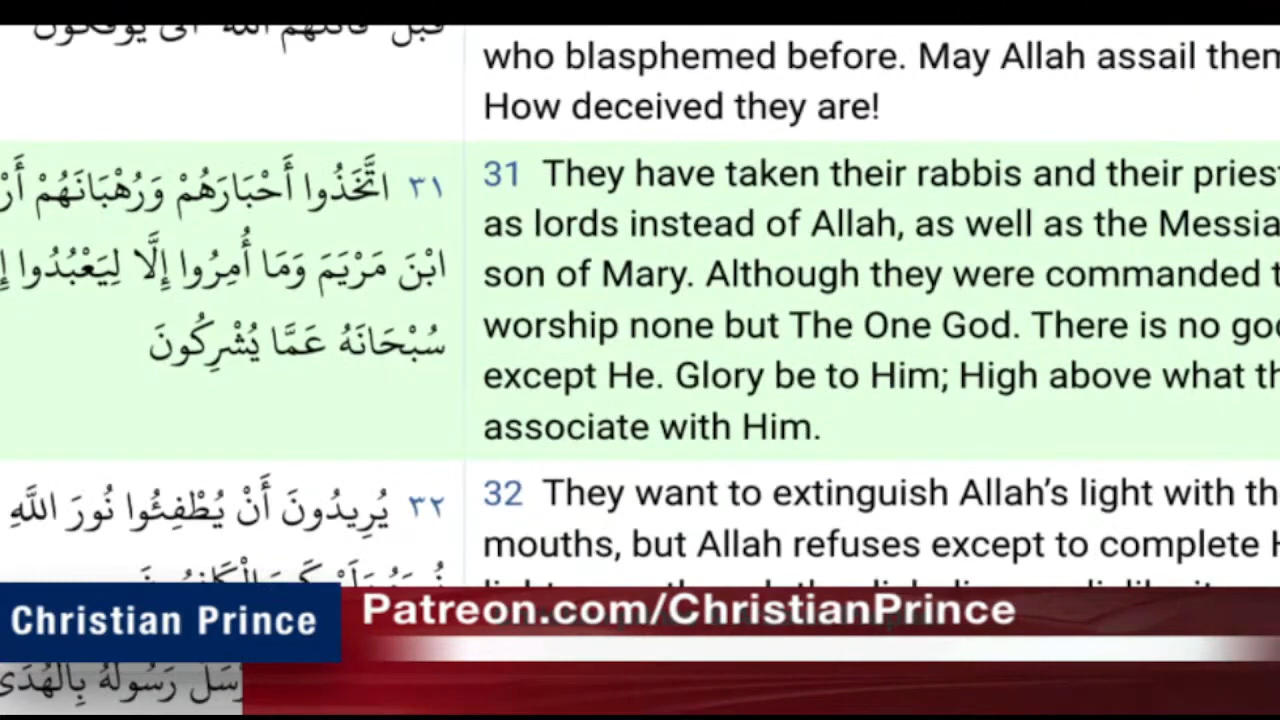 who blasphemed before. May Allah assail them
How deceived they are!
٣١ اتَّخَذُوا أَحْبَارَهُمْ وَرُهْبَانَهُمْ
ابْنَ مَرْيَمَ وَمَا أُمِرُوا إِلَّا لِيَعْبُدُوا
سُبْحَانَهُ عَمَّا يُشْرِكُونَ
31 They have taken their rabbis and their priest
as lords instead of Allah, as well as the Messia
son of Mary. Although they were commanded t
worship none but The One God. There is no go
except He. Glory be to Him; High above what th
associate with Him.
٣٢ يُرِيدُونَ أَنْ يُطْفِئُوا نُورَ اللَّهِ
32 They want to extinguish Allah’s light with th
mouths, but Allah refuses except to complete H
Christian Prince
Patreon.com/ChristianPrince
رَسُولَهُ بِالْهُدَى